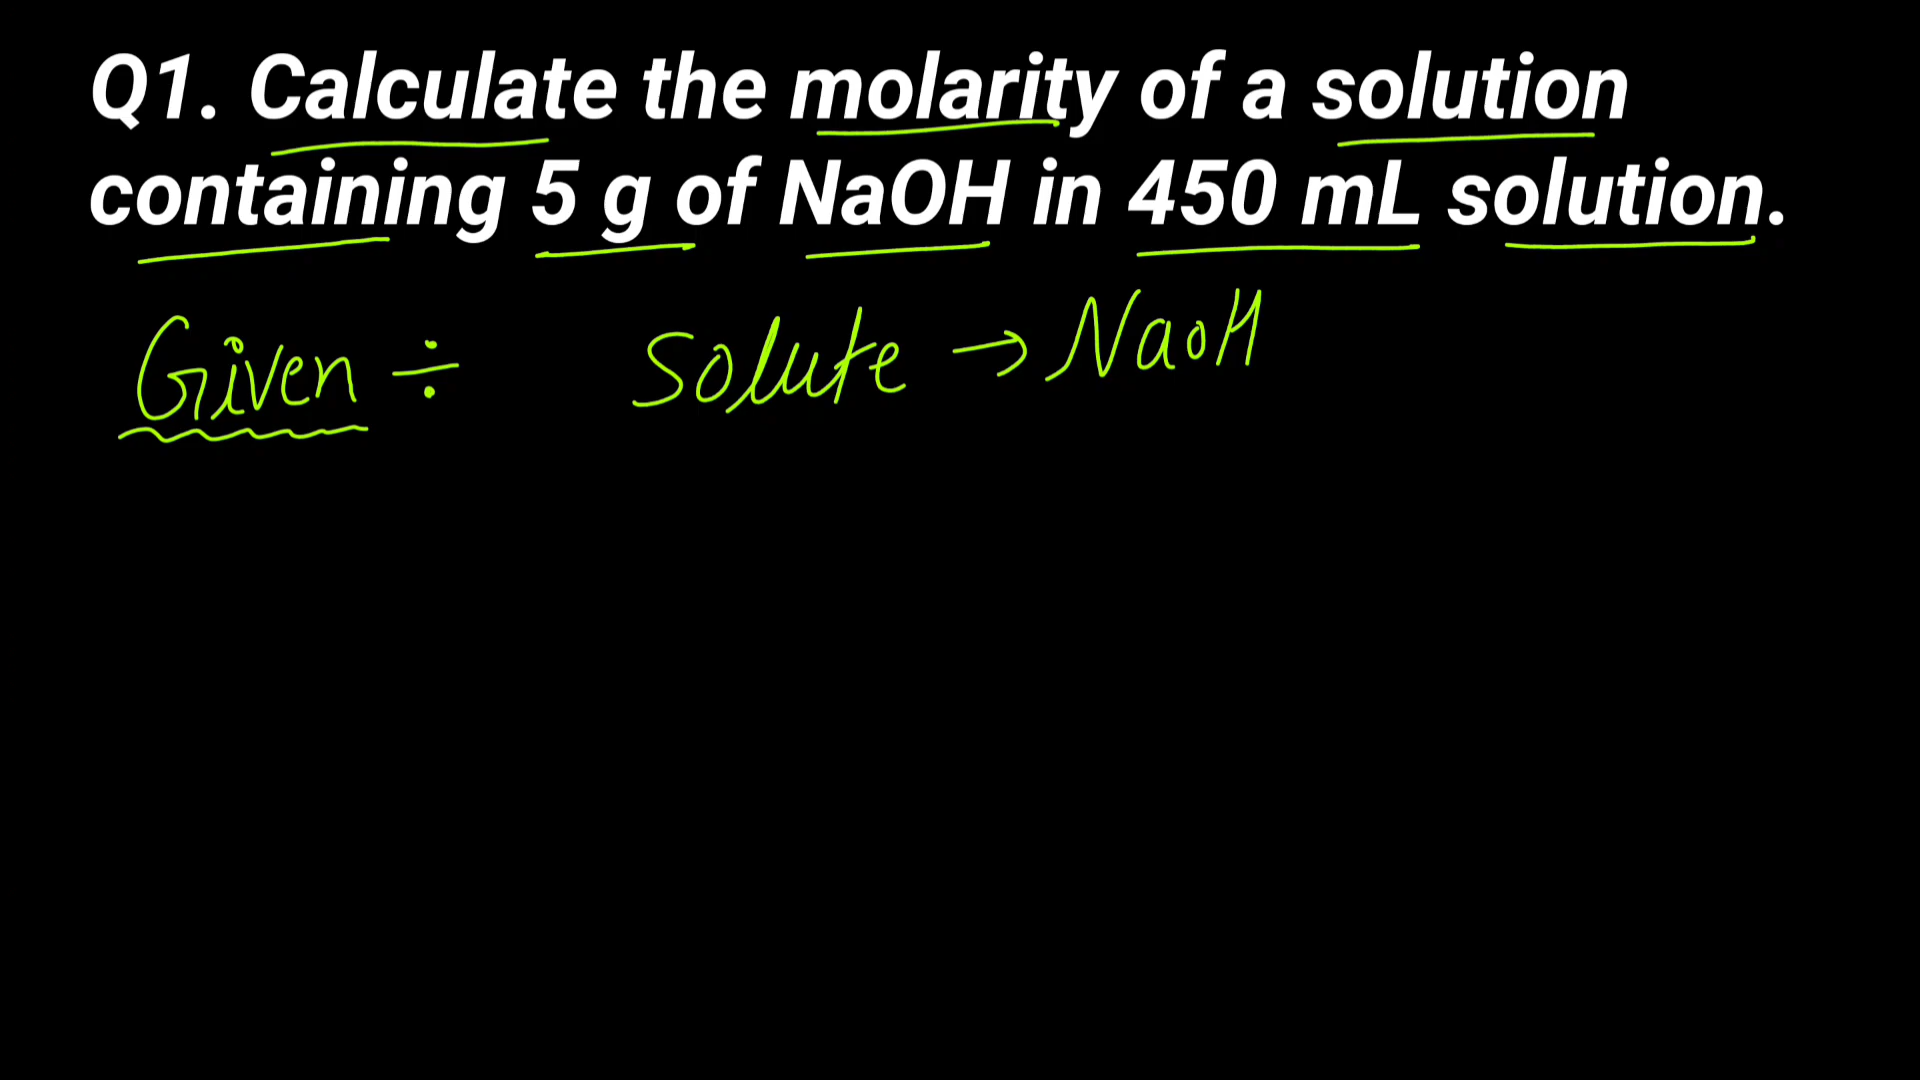 Q1. Calculate the molarity of a solution
containing 5 g of NaOH in 450 mL solution.
Given ÷ Solute → NaoH